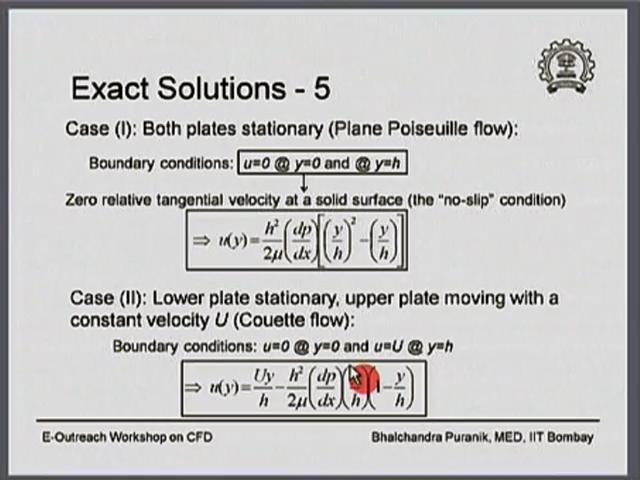 Exact Solutions - 5
Case (I): Both plates stationary (Plane Poiseuille flow):
Boundary conditions: u=0 @ y=0 and @ y=h
Zero relative tangential velocity at a solid surface (the "no-slip" condition)
⇒ u(y) = h²/2μ (dp/dx) [(y/h)² − (y/h)]
Case (II): Lower plate stationary, upper plate moving with a
constant velocity U (Couette flow):
Boundary conditions: u=0 @ y=0 and u=U @ y=h
⇒ u(y) = Uy/h − h²/2μ (dp/dx) ( /h)( − y/h)
E-Outreach Workshop on CFD
Bhalchandra Puranik, MED, IIT Bombay